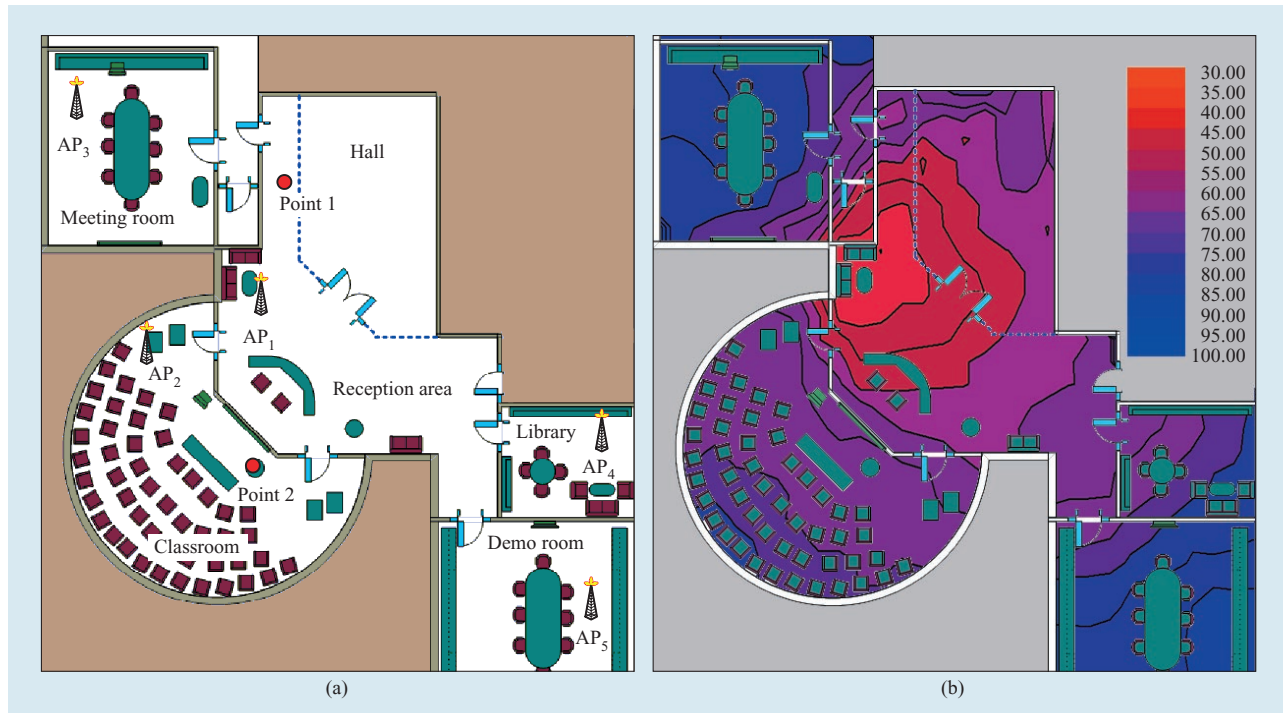 AP3
Meeting room
Hall
Point 1
AP1
AP2
Reception area
Library
AP4
Point 2
Classroom
Demo room
AP5
(a)
30.00
35.00
40.00
45.00
50.00
55.00
60.00
65.00
70.00
75.00
80.00
85.00
90.00
95.00
100.00
(b)